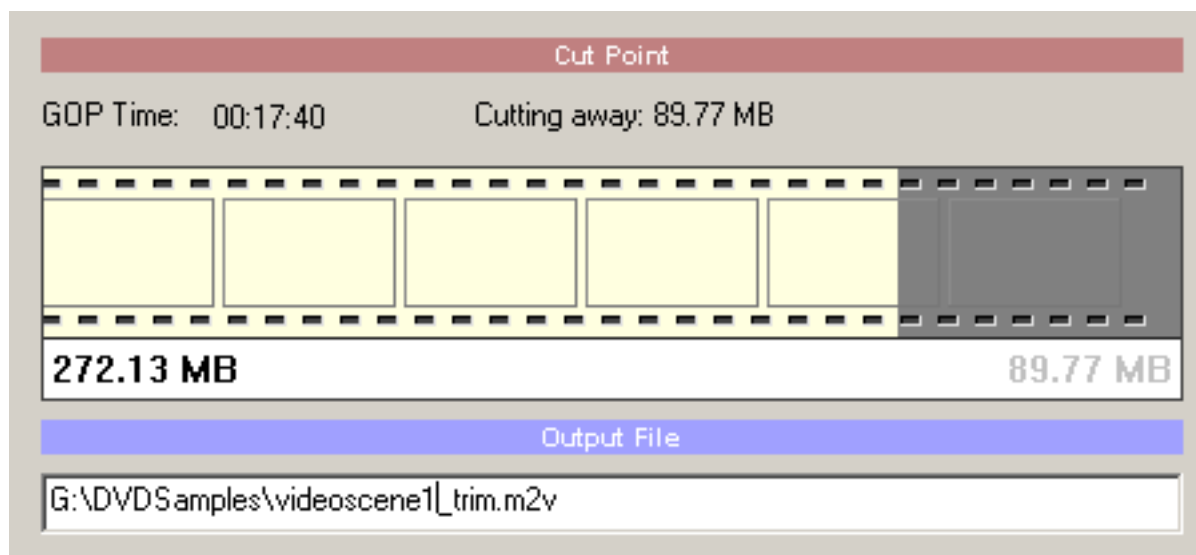 Cut Point
GOP Time: 00:17:40 Cutting away: 89.77 MB
272.13 MB 89.77 MB
Output File
G:\DVDSamples\videoscene1_trim.m2v